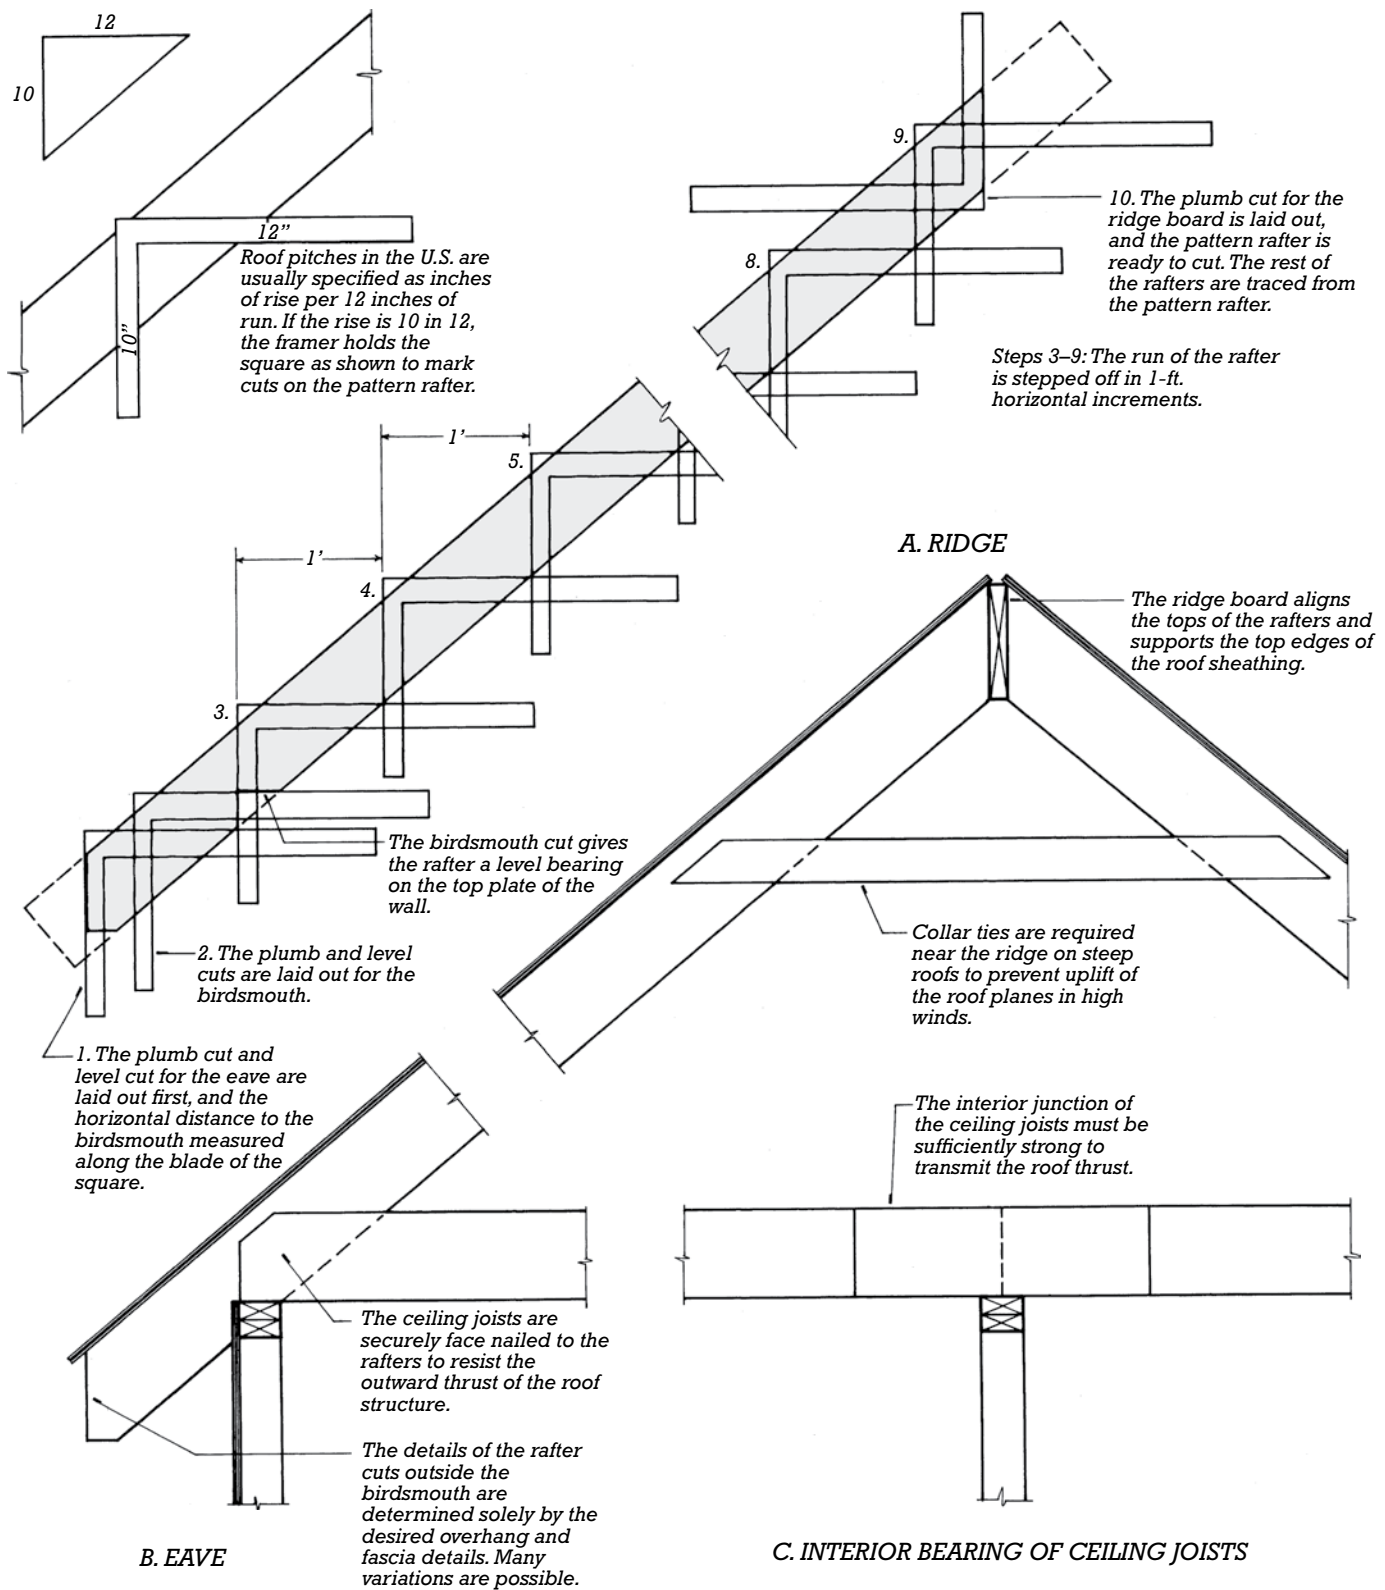 12
10
12"
10"
Roof pitches in the U.S. are
usually specified as inches
of rise per 12 inches of
run. If the rise is 10 in 12,
the framer holds the
square as shown to mark
cuts on the pattern rafter.
9.
8.
10. The plumb cut for the
ridge board is laid out,
and the pattern rafter is
ready to cut. The rest of
the rafters are traced from
the pattern rafter.
Steps 3–9: The run of the rafter
is stepped off in 1-ft.
horizontal increments.
1'
5.
1'
4.
3.
The birdsmouth cut gives
the rafter a level bearing
on the top plate of the
wall.
2. The plumb and level
cuts are laid out for the
birdsmouth.
1. The plumb cut and
level cut for the eave are
laid out first, and the
horizontal distance to the
birdsmouth measured
along the blade of the
square.
A. RIDGE
The ridge board aligns
the tops of the rafters and
supports the top edges of
the roof sheathing.
Collar ties are required
near the ridge on steep
roofs to prevent uplift of
the roof planes in high
winds.
The ceiling joists are
securely face nailed to the
rafters to resist the
outward thrust of the roof
structure.
The details of the rafter
cuts outside the
birdsmouth are
determined solely by the
desired overhang and
fascia details. Many
variations are possible.
B. EAVE
The interior junction of
the ceiling joists must be
sufficiently strong to
transmit the roof thrust.
C. INTERIOR BEARING OF CEILING JOISTS